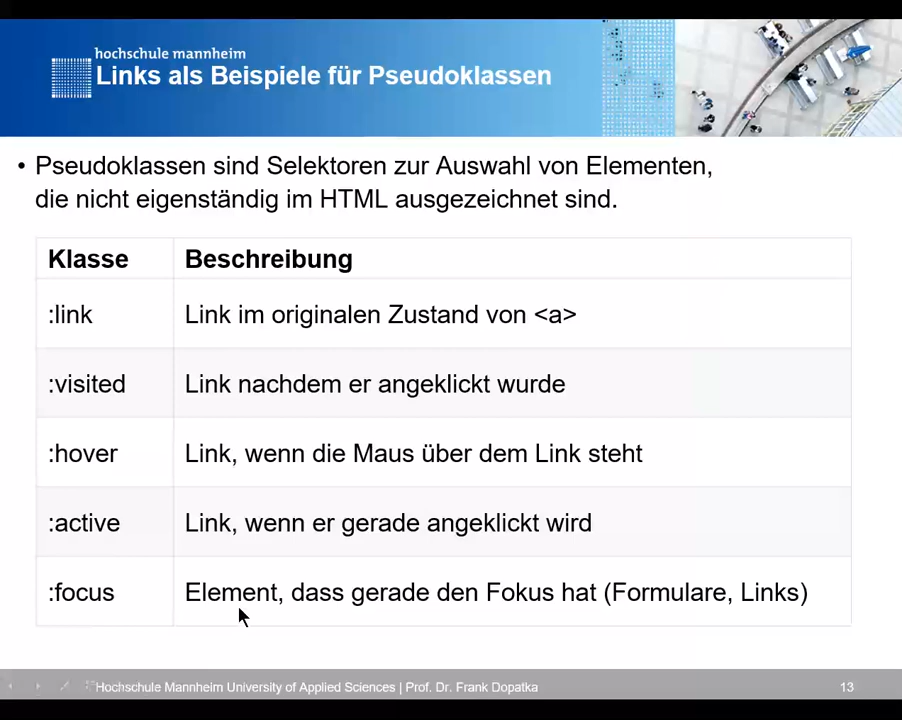 hochschule mannheim
Links als Beispiele für Pseudoklassen
• Pseudoklassen sind Selektoren zur Auswahl von Elementen,
die nicht eigenständig im HTML ausgezeichnet sind.
Klasse Beschreibung
:link Link im originalen Zustand von <a>
:visited Link nachdem er angeklickt wurde
:hover Link, wenn die Maus über dem Link steht
:active Link, wenn er gerade angeklickt wird
:focus Element, dass gerade den Fokus hat (Formulare, Links)
Hochschule Mannheim University of Applied Sciences | Prof. Dr. Frank Dopatka 13